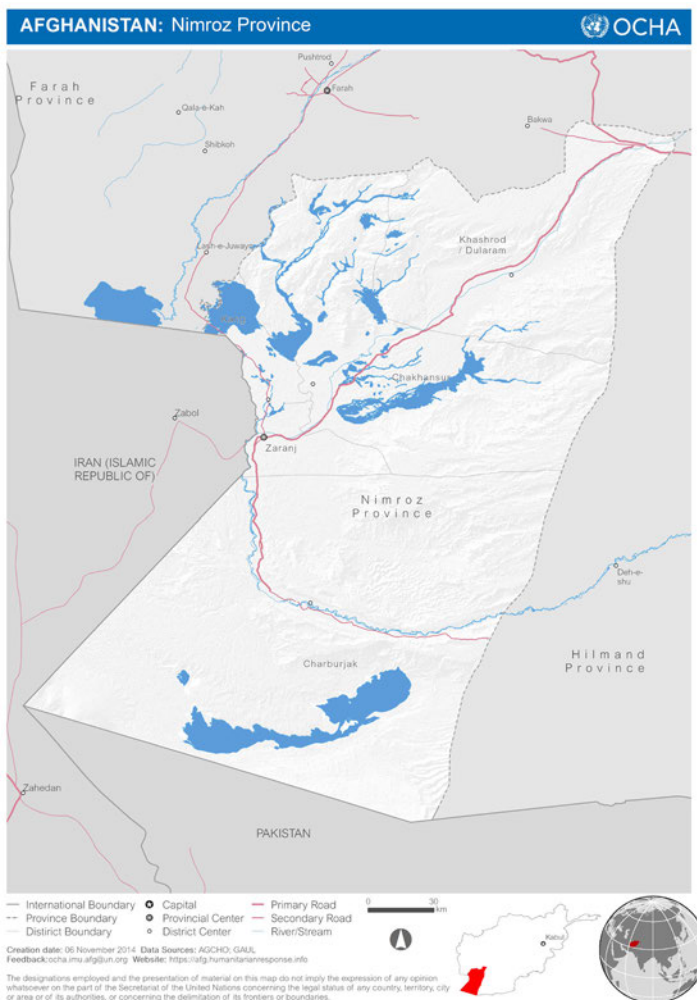 AFGHANISTAN: Nimroz Province
OCHA
Pushtrod
Farah
Province
Farah
Qala-e-Kah
Bakwa
Shibkoh
Lash-e-Juwayn
Khashrod
/ Dularam
Chakhansur
Zabol
Zaranj
IRAN (ISLAMIC
REPUBLIC OF)
Nimroz
Province
Deh-e-
shu
Hilmand
Province
Charburjak
Zahedan
PAKISTAN
International Boundary
Province Boundary
Distirict Boundary
Capital
Provincial Center
District Center
Primary Road
Secondary Road
River/Stream
0 30
km
Kabul
Creation date: 06 November 2014 Data Sources: AGCHO; GAUL
Feedback:ocha.imu.afg@un.org Website: https://afg.humanitarianresponse.info
The designations employed and the presentation of material on this map do not imply the expression of any opinion
whatsoever on the part of the Secretariat of the United Nations concerning the legal status of any country, territory, city
or area or of its authorities, or concerning the delimitation of its frontiers or boundaries.